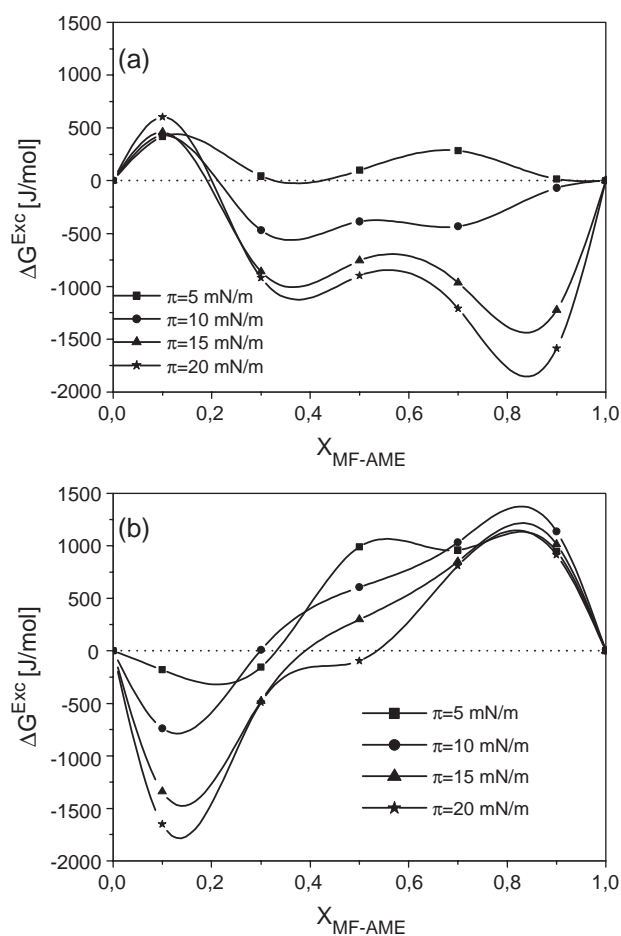 1500
(a)
1000
500
0
-500
-1000
-1500
-2000
ΔG^Exc [J/mol]
π=5 mN/m
π=10 mN/m
π=15 mN/m
π=20 mN/m
0,0 0,2 0,4 0,6 0,8 1,0
X_MF-AME
1500
(b)
1000
500
0
-500
-1000
-1500
-2000
ΔG^Exc [J/mol]
π=5 mN/m
π=10 mN/m
π=15 mN/m
π=20 mN/m
0,0 0,2 0,4 0,6 0,8 1,0
X_MF-AME